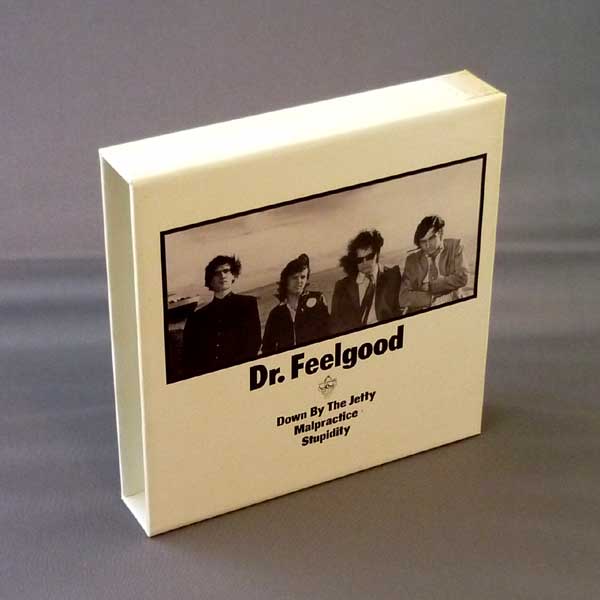 Dr. Feelgood
Down By The Jetty
Malpractice
Stupidity